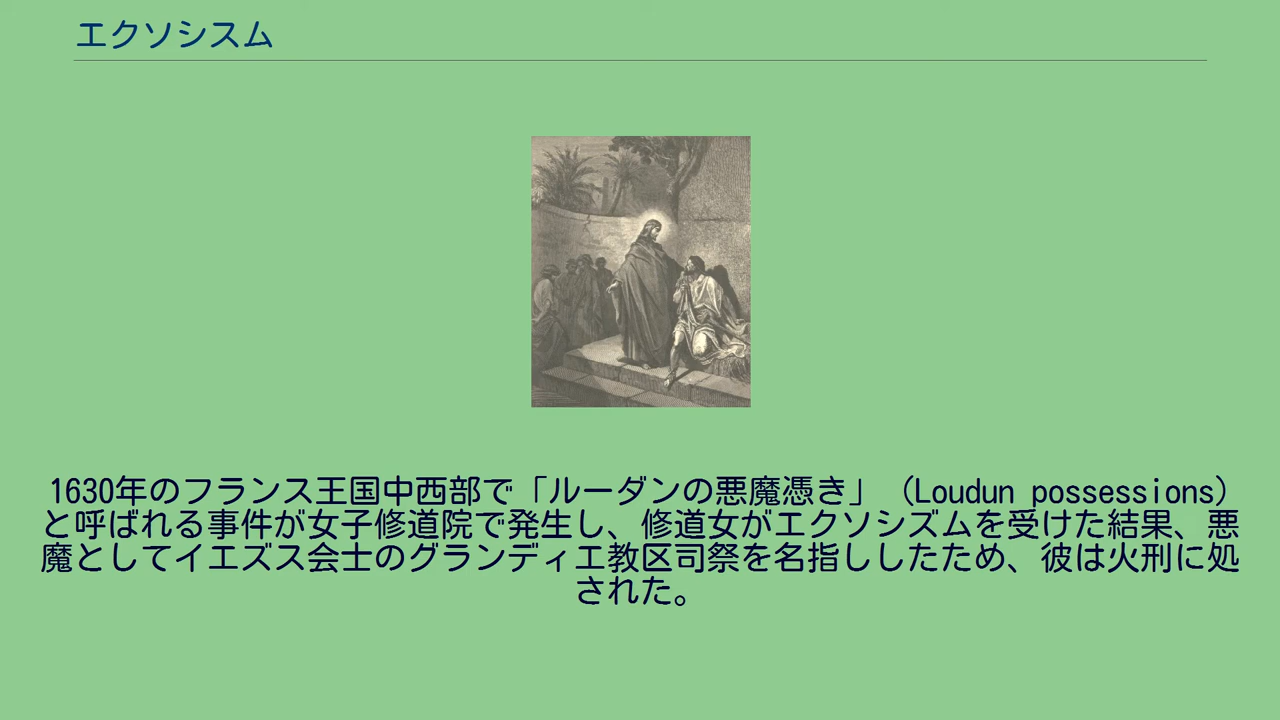 エクソシスム
1630年のフランス王国中西部で「ルーダンの悪魔憑き」（Loudun possessions）
と呼ばれる事件が女子修道院で発生し、修道女がエクソシズムを受けた結果、悪
魔としてイエズス会士のグランディエ教区司祭を名指ししたため、彼は火刑に処
された。